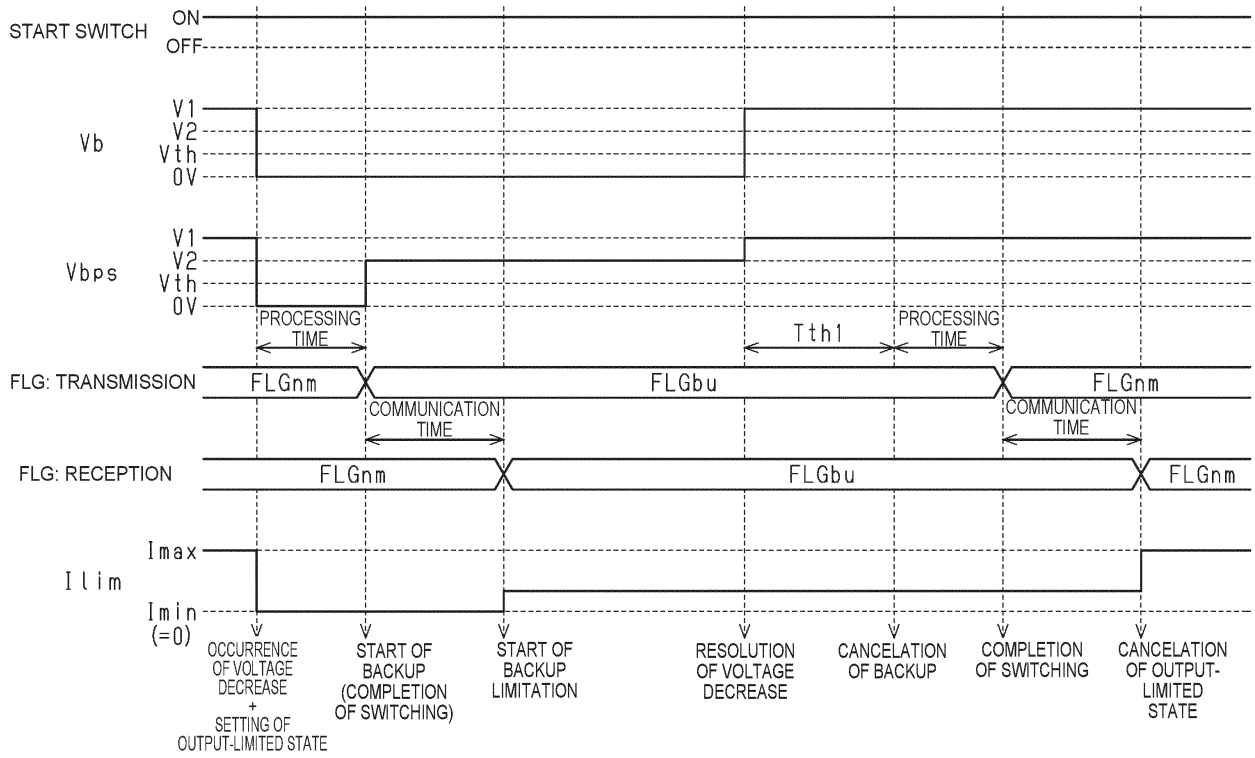 START SWITCH
ON
OFF
Vb
V1
V2
Vth
0V
Vbps
V1
V2
Vth
0V
PROCESSING
TIME
Tth1
PROCESSING
TIME
FLG: TRANSMISSION
FLGnm
FLGbu
FLGnm
COMMUNICATION
TIME
COMMUNICATION
TIME
FLG: RECEPTION
FLGnm
FLGbu
FLGnm
Ilim
Imax
Imin
(=0)
OCCURRENCE
OF VOLTAGE
DECREASE
+
SETTING OF
OUTPUT-LIMITED STATE
START OF
BACKUP
(COMPLETION
OF SWITCHING)
START OF
BACKUP
LIMITATION
RESOLUTION
OF VOLTAGE
DECREASE
CANCELATION
OF BACKUP
COMPLETION
OF SWITCHING
CANCELATION
OF OUTPUT-
LIMITED
STATE